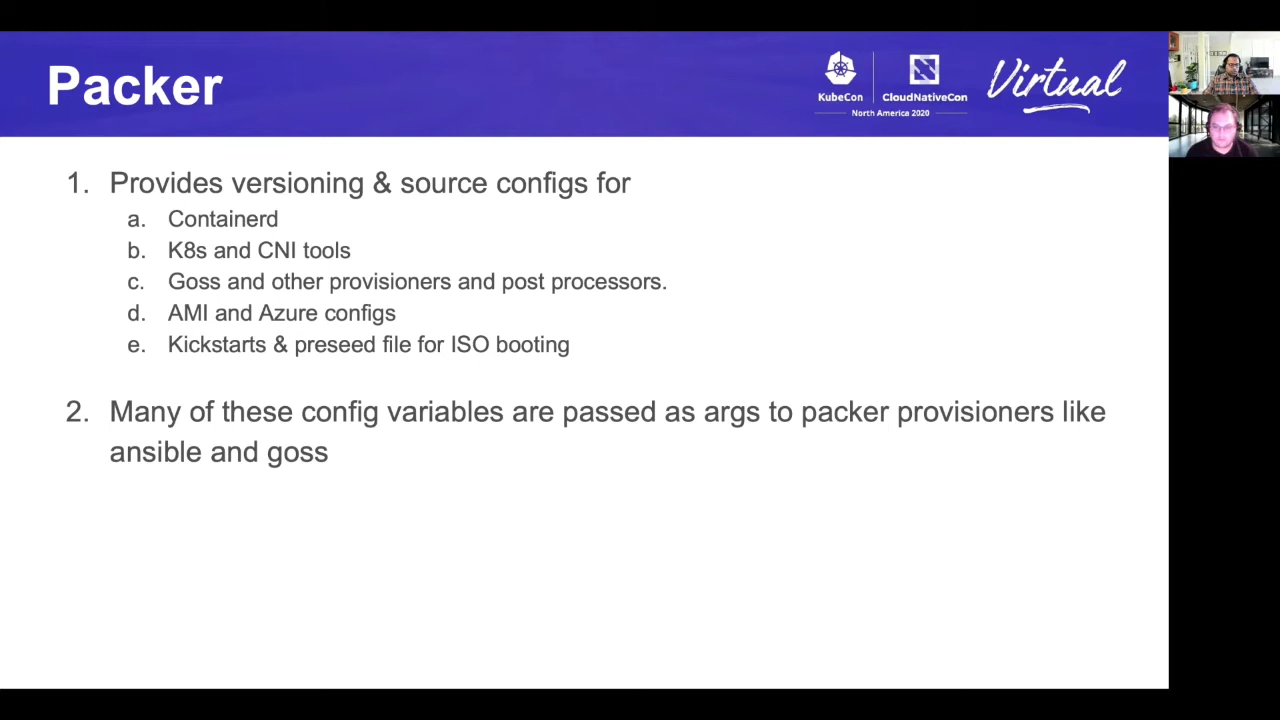 Packer
KubeCon
CloudNativeCon
North America 2020
Virtual
1. Provides versioning & source configs for
a. Containerd
b. K8s and CNI tools
c. Goss and other provisioners and post processors.
d. AMI and Azure configs
e. Kickstarts & preseed file for ISO booting
2. Many of these config variables are passed as args to packer provisioners like
ansible and goss